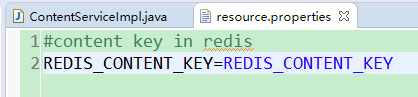 ContentServiceImpl.java resource.properties
1 #content key in redis
2 REDIS_CONTENT_KEY=REDIS_CONTENT_KEY